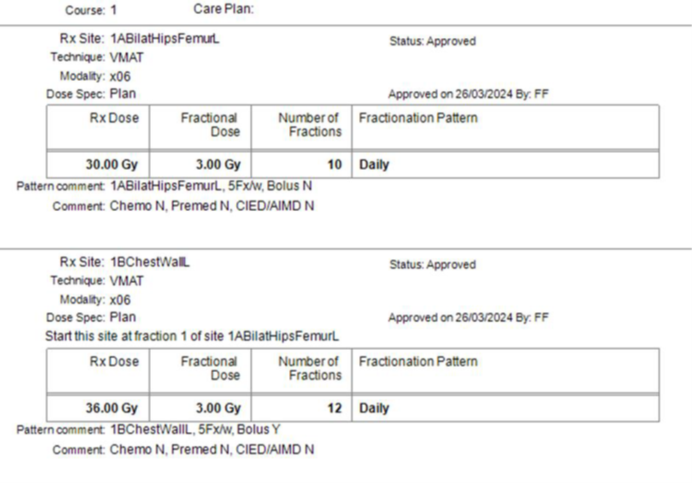 Course: 1 Care Plan:
Rx Site: 1ABilatHipsFemurL Status: Approved
Technique: VMAT
Modality: x06
Dose Spec: Plan Approved on 26/03/2024 By: FF
Rx Dose Fractional Dose Number of Fractions Fractionation Pattern
30.00 Gy 3.00 Gy 10 Daily
Pattern comment: 1ABilatHipsFemurL, 5Fx/w, Bolus N
Comment: Chemo N, Premed N, CIED/AIMD N
Rx Site: 1BChestWallL Status: Approved
Technique: VMAT
Modality: x06
Dose Spec: Plan Approved on 26/03/2024 By: FF
Start this site at fraction 1 of site 1ABilatHipsFemurL
Rx Dose Fractional Dose Number of Fractions Fractionation Pattern
36.00 Gy 3.00 Gy 12 Daily
Pattern comment: 1BChestWallL, 5Fx/w, Bolus Y
Comment: Chemo N, Premed N, CIED/AIMD N